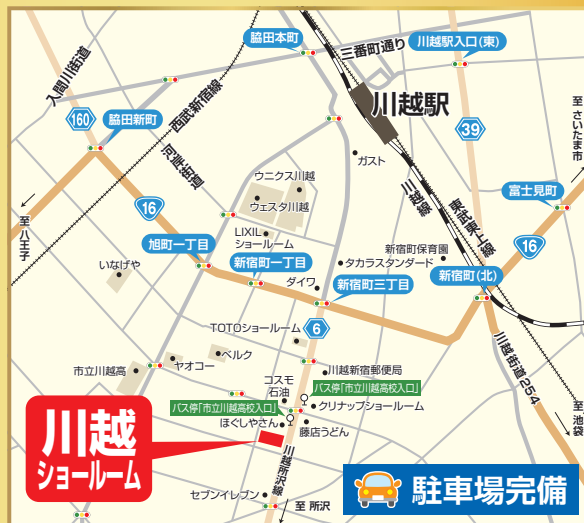 脇田本町
三番町通り
川越駅入口(東)
入間川街道
西武新宿線
川越駅
至 さいたま市
160
脇田新町
39
河岸街道
ガスト
ウニクス川越
川越線
東武東上線
富士見町
16
ウェスタ川越
至 八王子
LIXIL
ショールーム
新宿町保育園
16
旭町一丁目
新宿町一丁目
タカラスタンダード
いなげや
ダイワ
新宿町三丁目
新宿町(北)
TOTOショールーム
6
ベルク
ヤオコー
市立川越高
川越新宿郵便局
川越街道254
コスモ
石油
バス停「市立川越高校入口」
バス停「市立川越高校入口」
クリナップショールーム
至 池袋
ほぐしやさん
藤店うどん
川越
ショールーム
川越所沢線
セブンイレブン
至 所沢
駐車場完備